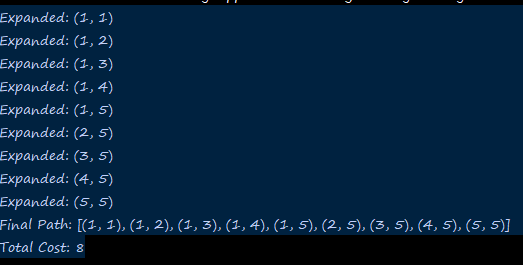 Expanded: (1, 1)
Expanded: (1, 2)
Expanded: (1, 3)
Expanded: (1, 4)
Expanded: (1, 5)
Expanded: (2, 5)
Expanded: (3, 5)
Expanded: (4, 5)
Expanded: (5, 5)
Final Path: [(1, 1), (1, 2), (1, 3), (1, 4), (1, 5), (2, 5), (3, 5), (4, 5), (5, 5)]
Total Cost: 8